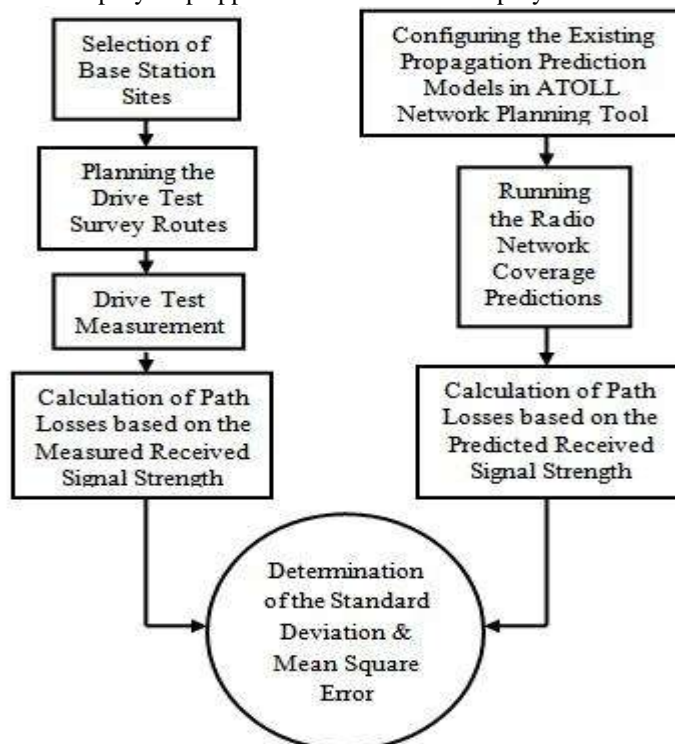 Selection of
Base Station
Sites
Planning the
Drive Test
Survey Routes
Drive Test
Measurement
Calculation of Path
Losses based on the
Measured Received
Signal Strength
Configuring the Existing
Propagation Prediction
Models in ATOLL
Network Planning Tool
Running
the Radio
Network
Coverage
Predictions
Calculation of Path
Losses based on the
Predicted Received
Signal Strength
Determination
of the Standard
Deviation &
Mean Square
Error